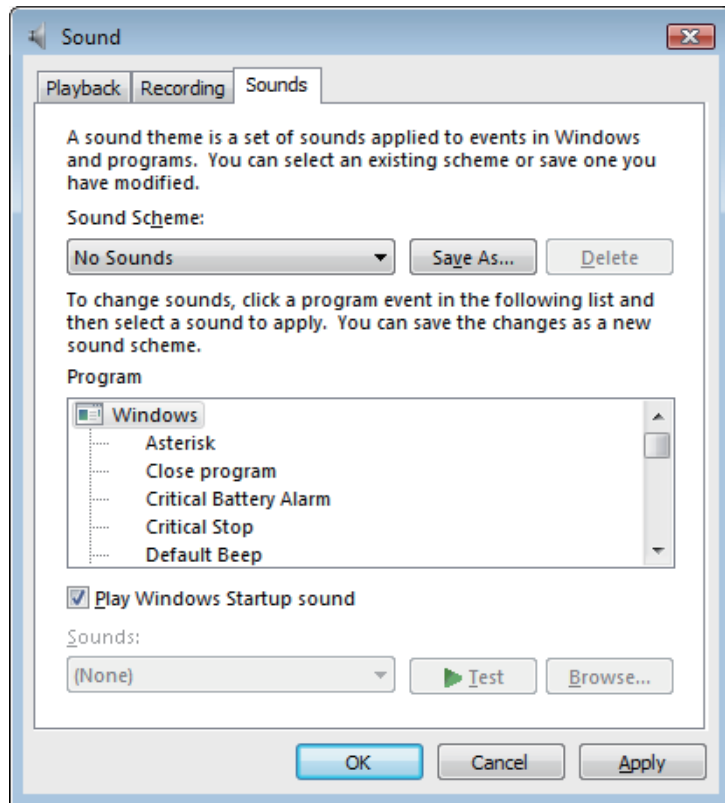 Sound
Playback Recording Sounds
A sound theme is a set of sounds applied to events in Windows
and programs. You can select an existing scheme or save one you
have modified.
Sound Scheme:
No Sounds Save As... Delete
To change sounds, click a program event in the following list and
then select a sound to apply. You can save the changes as a new
sound scheme.
Program
Windows
Asterisk
Close program
Critical Battery Alarm
Critical Stop
Default Beep
Play Windows Startup sound
Sounds:
(None) Test Browse...
OK Cancel Apply